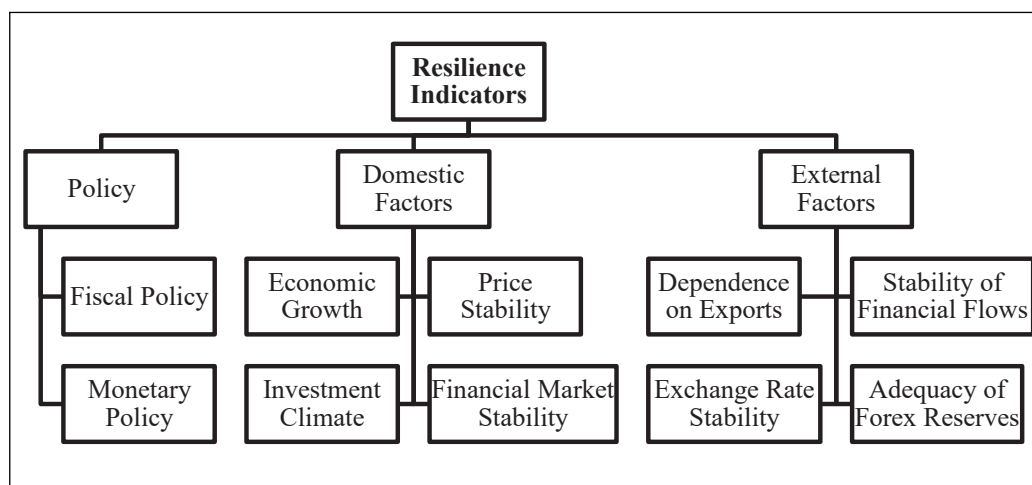 Resilience
Indicators
Policy
Domestic
Factors
External
Factors
Fiscal Policy
Economic
Growth
Price
Stability
Dependence
on Exports
Stability of
Financial Flows
Monetary
Policy
Investment
Climate
Financial Market
Stability
Exchange Rate
Stability
Adequacy of
Forex Reserves